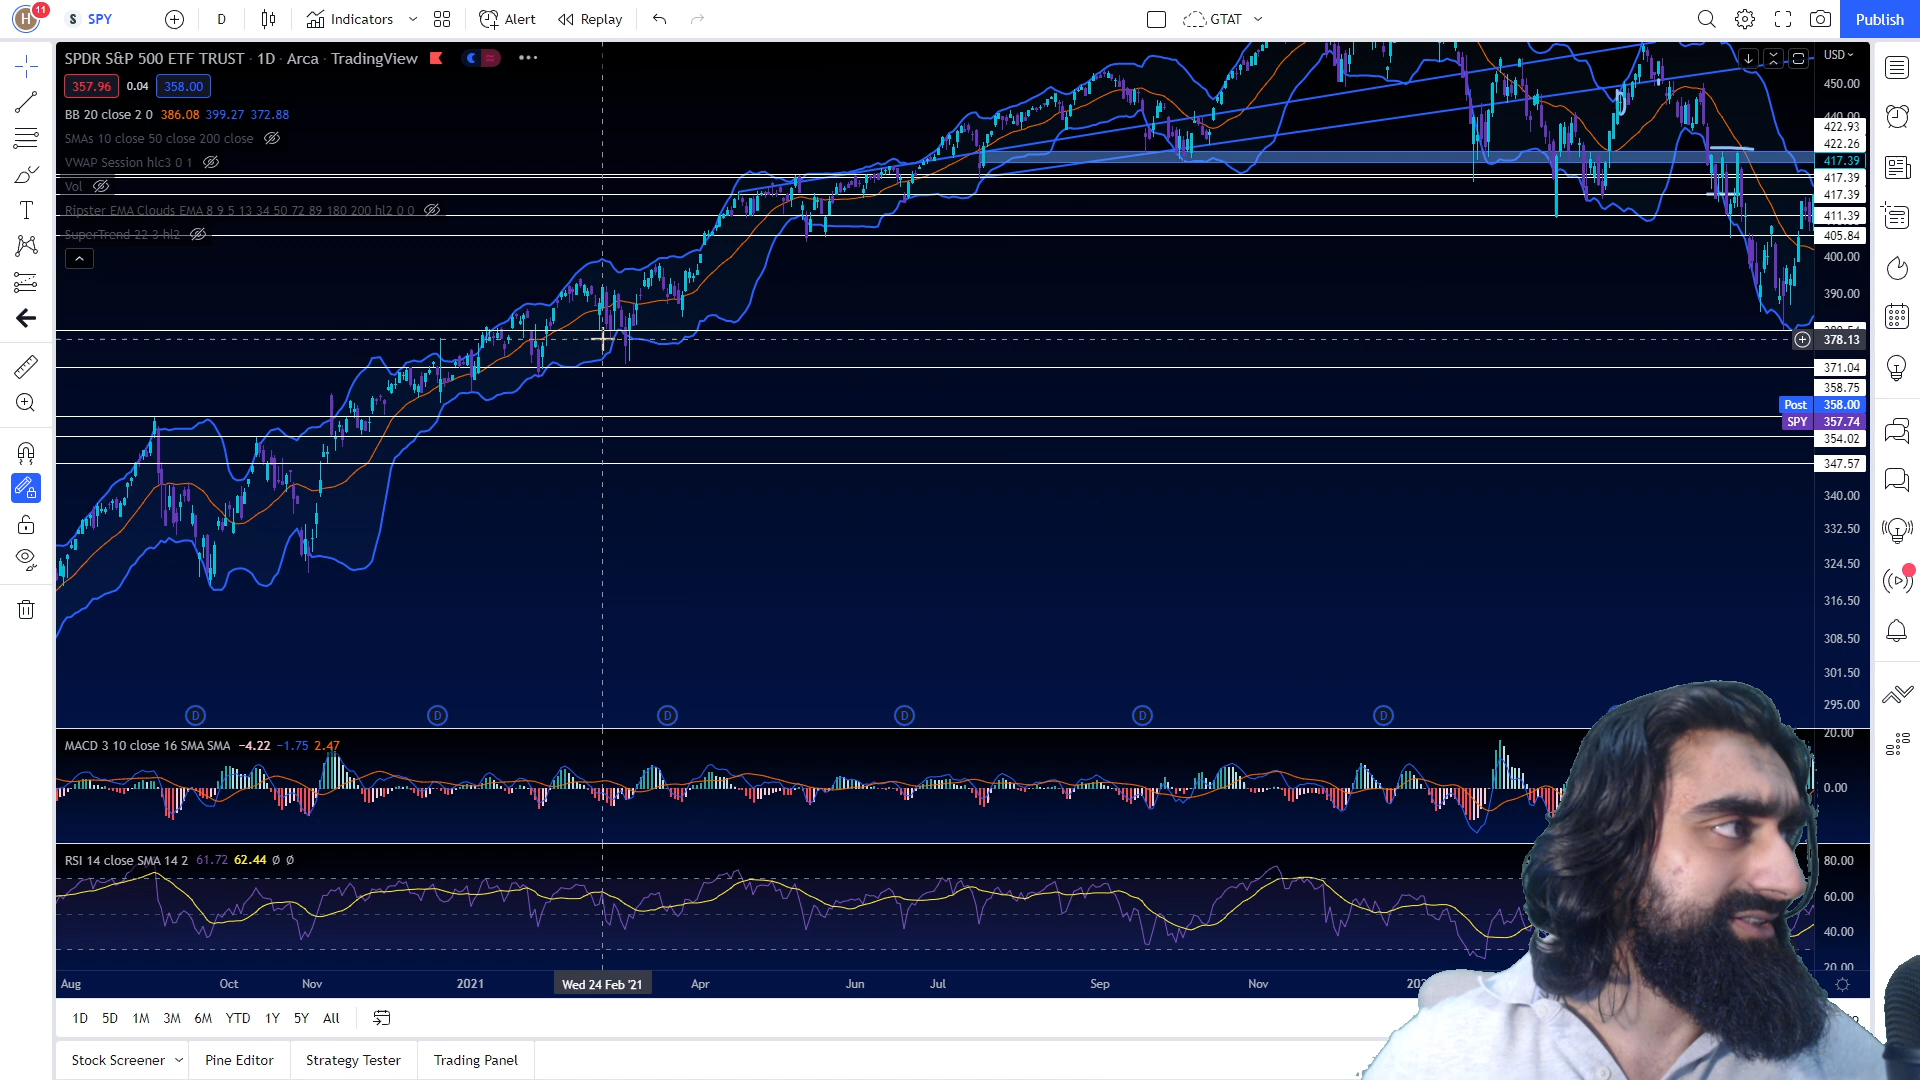 H 11 S SPY D Indicators Alert Replay GTAT Publish
SPDR S&P 500 ETF TRUST · 1D · Arca · TradingView
USD
357.96 0.04 358.00
450.00
BB 20 close 2 0 386.08 399.27 372.88
440.00
422.93
SMAs 10 close 50 close 200 close
422.26
VWAP Session hlc3 0 1
417.39
417.39
Vol
417.39
Ripster EMA Clouds EMA 8 9 5 13 34 50 72 89 180 200 hl2 0 0
411.39
SuperTrend 22 3 hl2
405.84
400.00
390.00
378.13
371.04
358.75
Post 358.00
SPY 357.74
354.02
347.57
340.00
332.50
324.50
316.50
308.50
301.50
295.00
D D D D D D
MACD 3 10 close 16 SMA SMA −4.22 −1.75 2.47
20.00
0.00
RSI 14 close SMA 14 2 61.72 62.44 Ø Ø
80.00
60.00
40.00
20.00
Aug Oct Nov 2021 Wed 24 Feb '21 Apr Jun Jul Sep Nov
1D 5D 1M 3M 6M YTD 1Y 5Y All
Stock Screener Pine Editor Strategy Tester Trading Panel